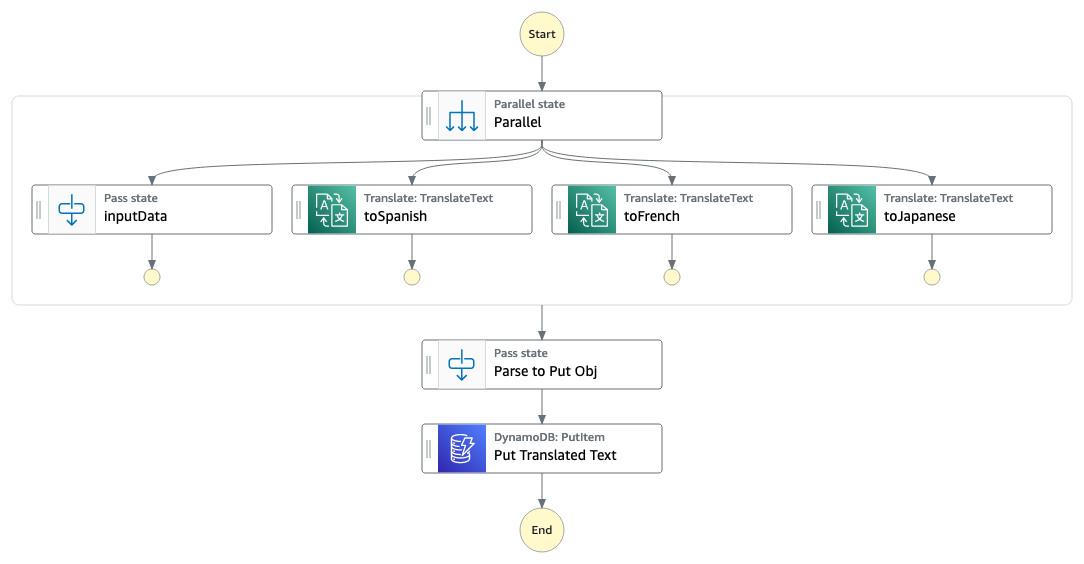 Start
Parallel state
Parallel
Pass state
inputData
Translate: TranslateText
toSpanish
Translate: TranslateText
toFrench
Translate: TranslateText
toJapanese
Pass state
Parse to Put Obj
DynamoDB: PutItem
Put Translated Text
End